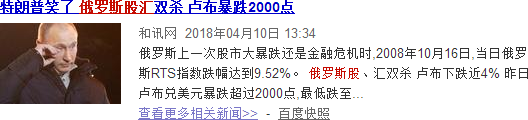 特朗普笑了 俄罗斯股汇双杀 卢布暴跌2000点
和讯网 2018年04月10日 13:34
俄罗斯上一次股市大暴跌还是金融危机时,2008年10月16日,当日俄罗
斯RTS指数跌幅达到9.52%。 俄罗斯股、汇双杀 卢布下跌近4% 昨日
卢布兑美元暴跌超过2000点,最低跌至...
查看更多相关新闻>> - 百度快照